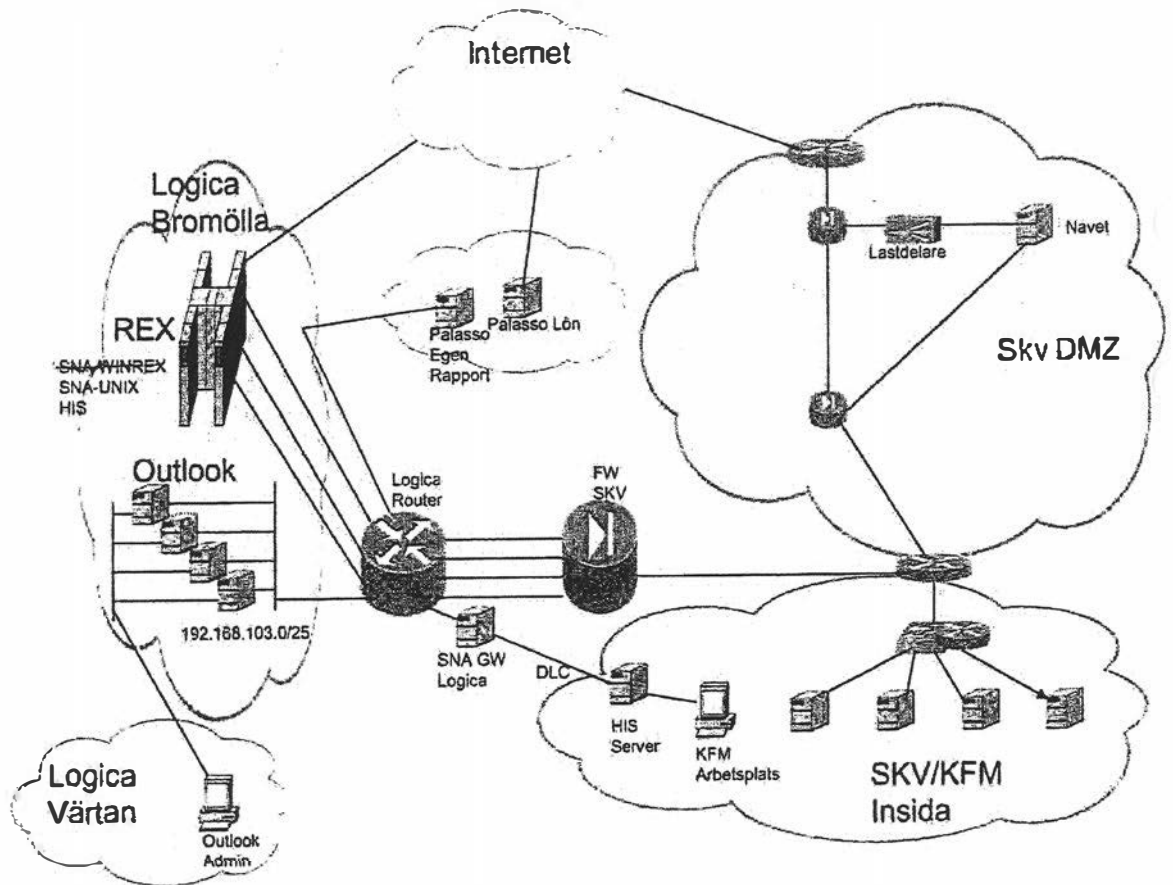 Internet
Logica
Bromölla
REX
SNA-WINREX
SNA-UNIX
HIS
Palasso
Egen
Rapport
Palasso Lön
Lastdelare
Navet
Skv DMZ
Outlook
192.168.103.0/25
Logica
Router
FW
SKV
SNA GW
Logica
DLC
HIS
Server
KFM
Arbetsplats
SKV/KFM
Insida
Logica
Värtan
Outlook
Admin